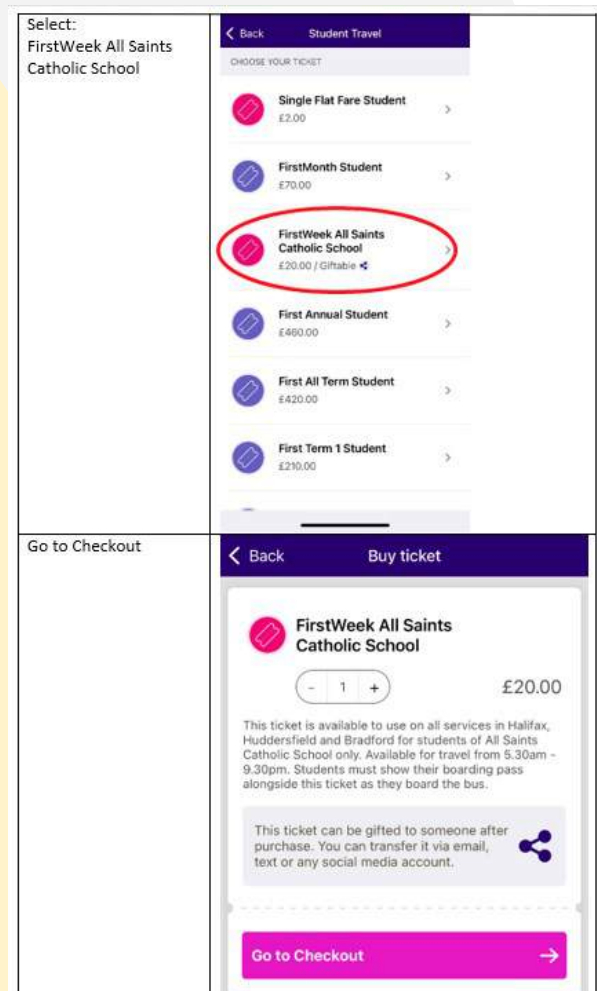 Select:
FirstWeek All Saints
Catholic School
Back
Student Travel
CHOOSE YOUR TICKET
Single Flat Fare Student
£2.00
FirstMonth Student
£70.00
FirstWeek All Saints
Catholic School
£20.00 / Giftable
First Annual Student
£460.00
First All Term Student
£420.00
First Term 1 Student
£210.00
Go to Checkout
Back
Buy ticket
FirstWeek All Saints
Catholic School
- 1 +
£20.00
This ticket is available to use on all services in Halifax,
Huddersfield and Bradford for students of All Saints
Catholic School only. Available for travel from 5.30am -
9.30pm. Students must show their boarding pass
alongside this ticket as they board the bus.
This ticket can be gifted to someone after
purchase. You can transfer it via email,
text or any social media account.
Go to Checkout